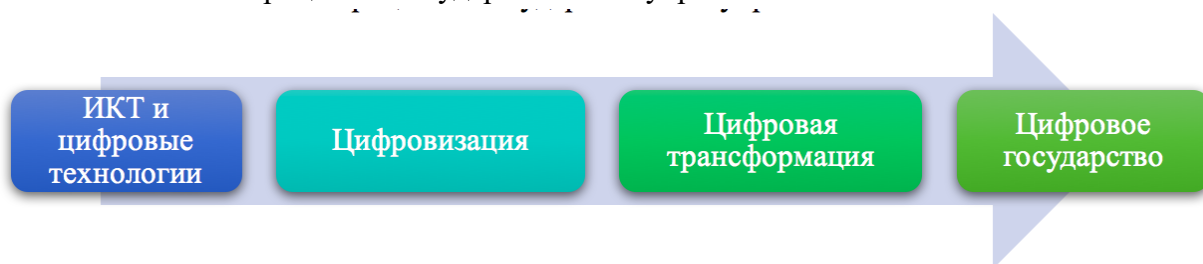 ИКТ и
цифровые
технологии
Цифровизация
Цифровая
трансформация
Цифровое
государство